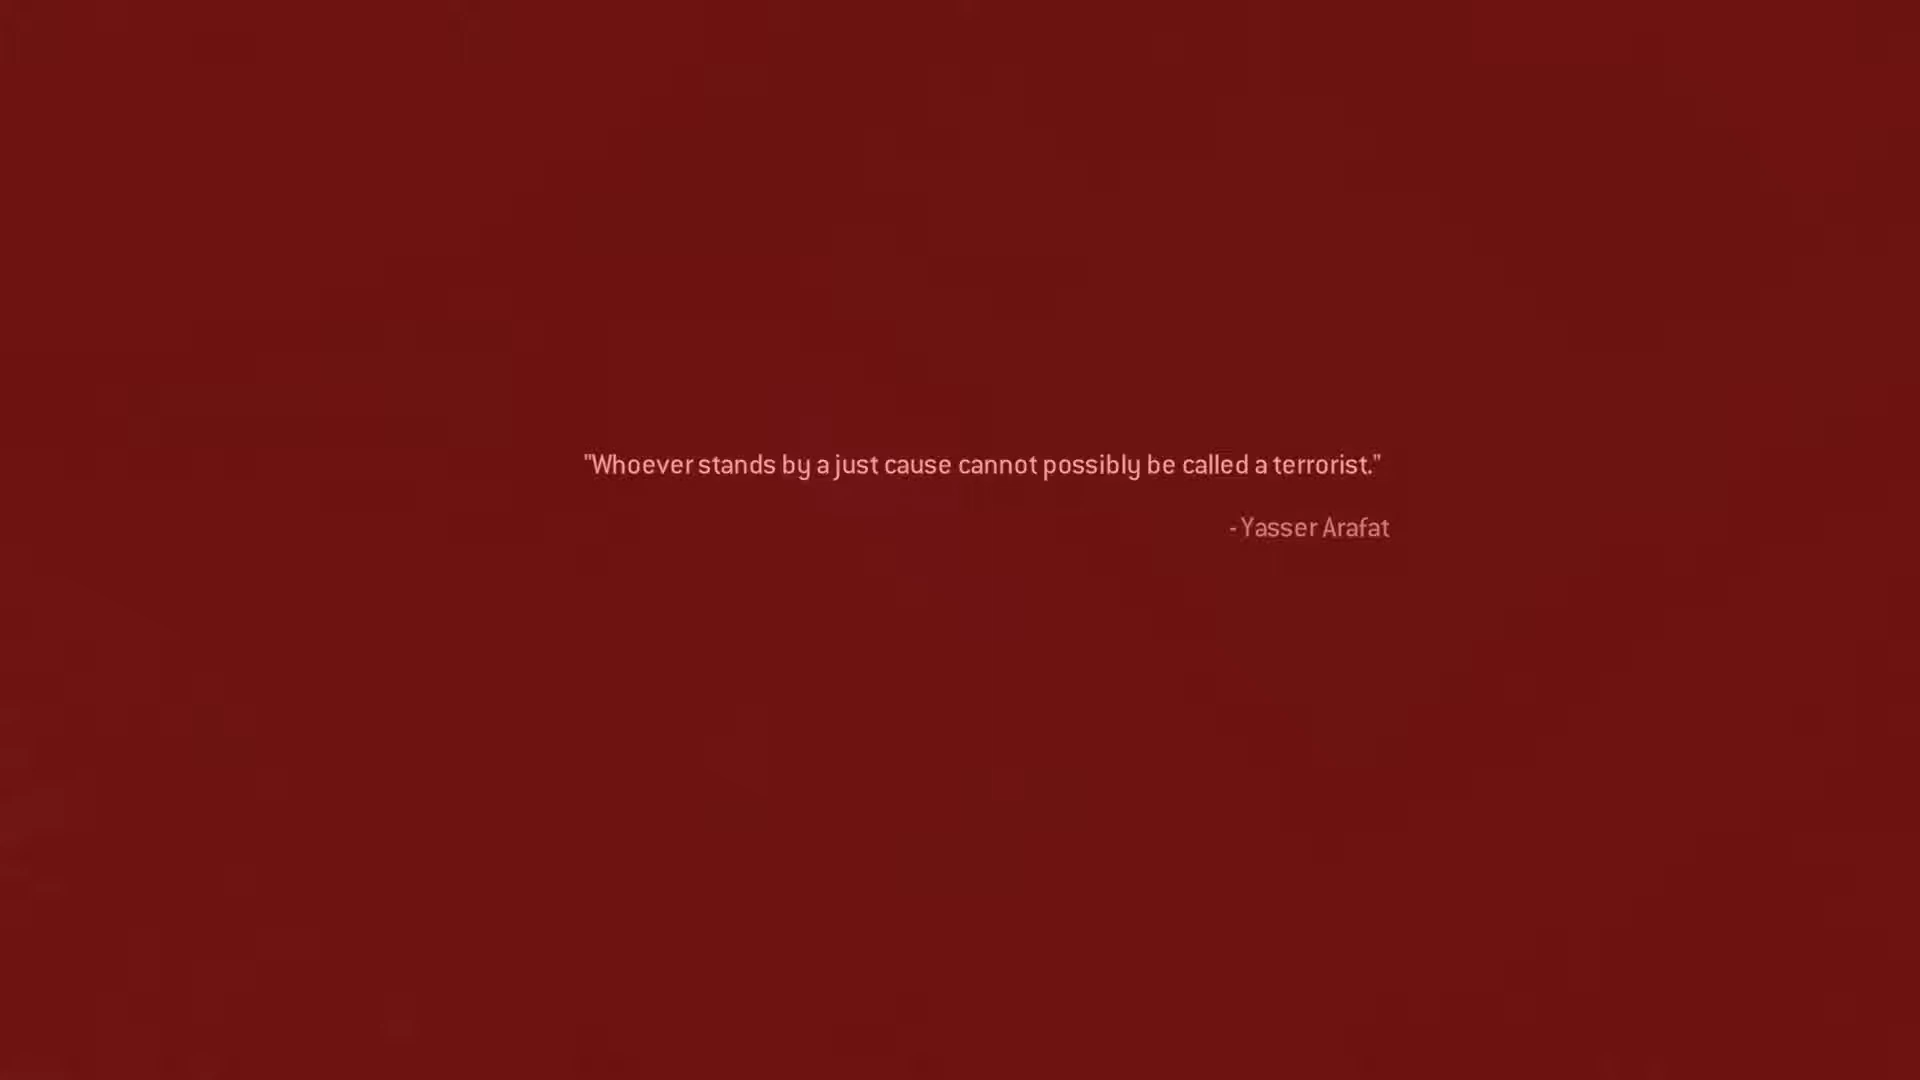 "Whoever stands by a just cause cannot possibly be called a terrorist."
- Yasser Arafat